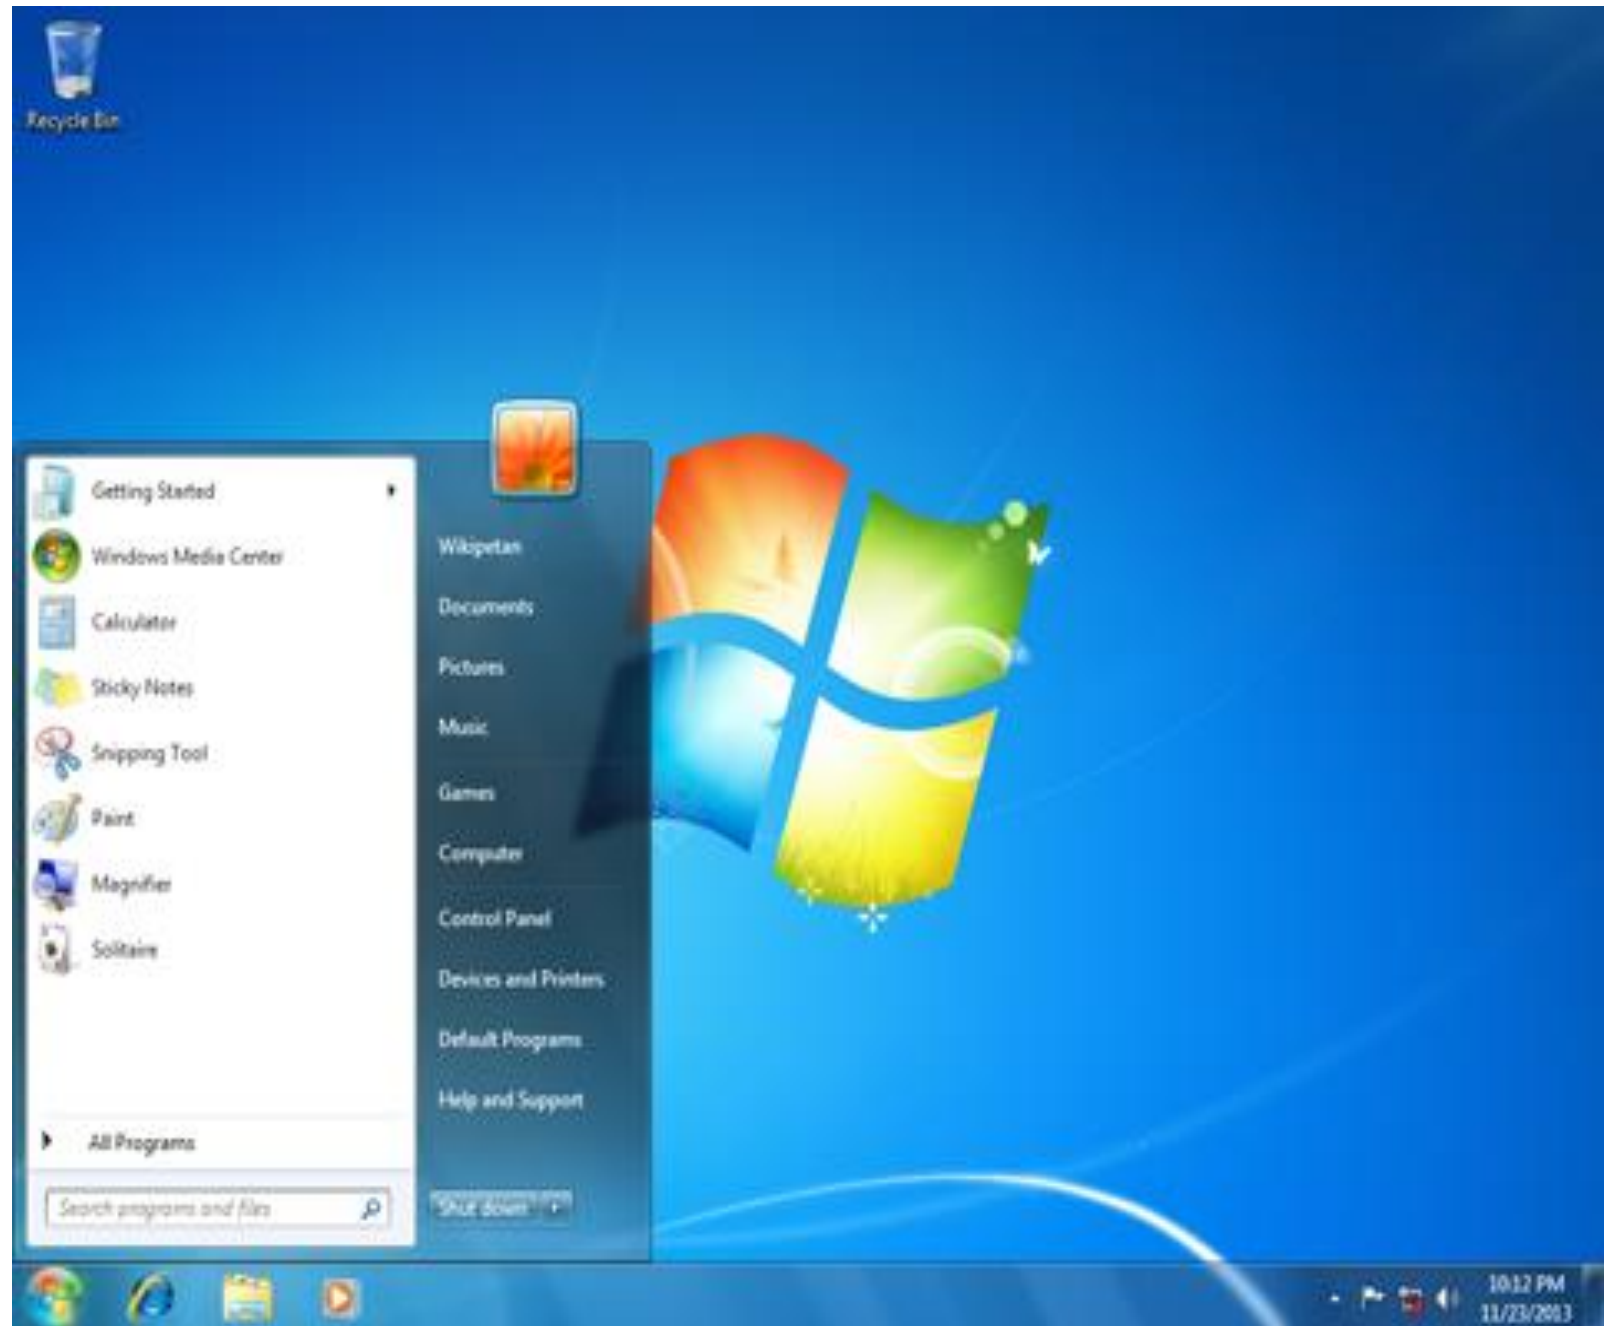 Recycle Bin
Getting Started
Windows Media Center
Calculator
Sticky Notes
Snipping Tool
Paint
Magnifier
Solitaire
All Programs
Search programs and files
Wikipetan
Documents
Pictures
Music
Games
Computer
Control Panel
Devices and Printers
Default Programs
Help and Support
Shut down
10:12 PM
11/23/2013